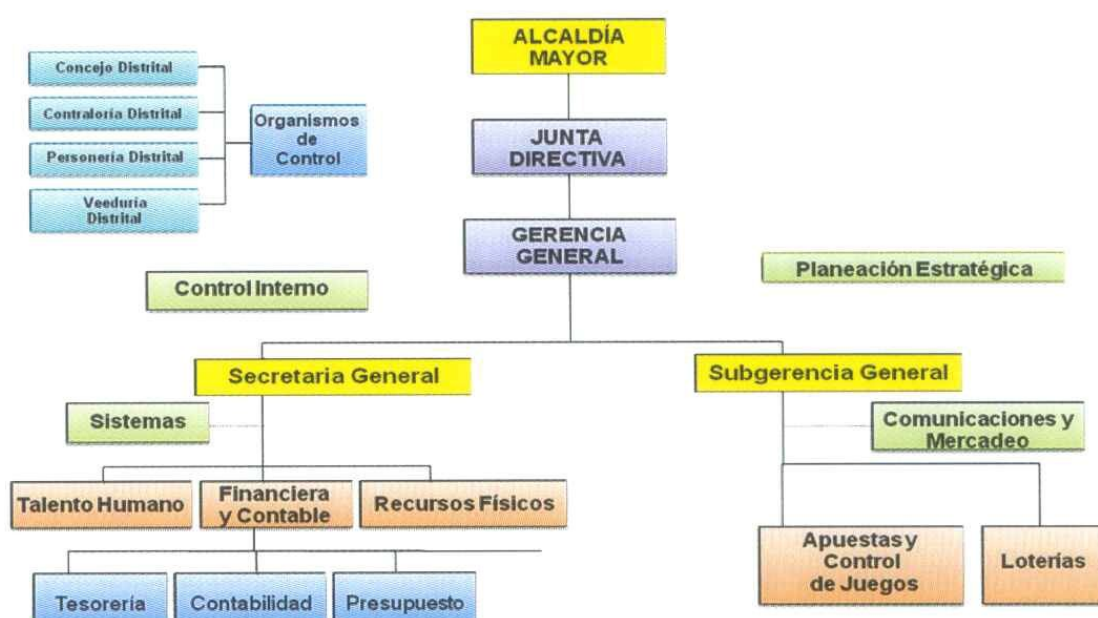 ALCALDÍA
MAYOR
Concejo Distrital
Contraloría Distrital
Personería Distrital
Veeduría
Distrital
Organismos
de
Control
JUNTA
DIRECTIVA
GERENCIA
GENERAL
Control Interno
Planeación Estratégica
Secretaria General
Subgerencia General
Sistemas
Comunicaciones y
Mercadeo
Talento Humano
Financiera
y Contable
Recursos Físicos
Apuestas y
Control
de Juegos
Loterías
Tesorería
Contabilidad
Presupuesto